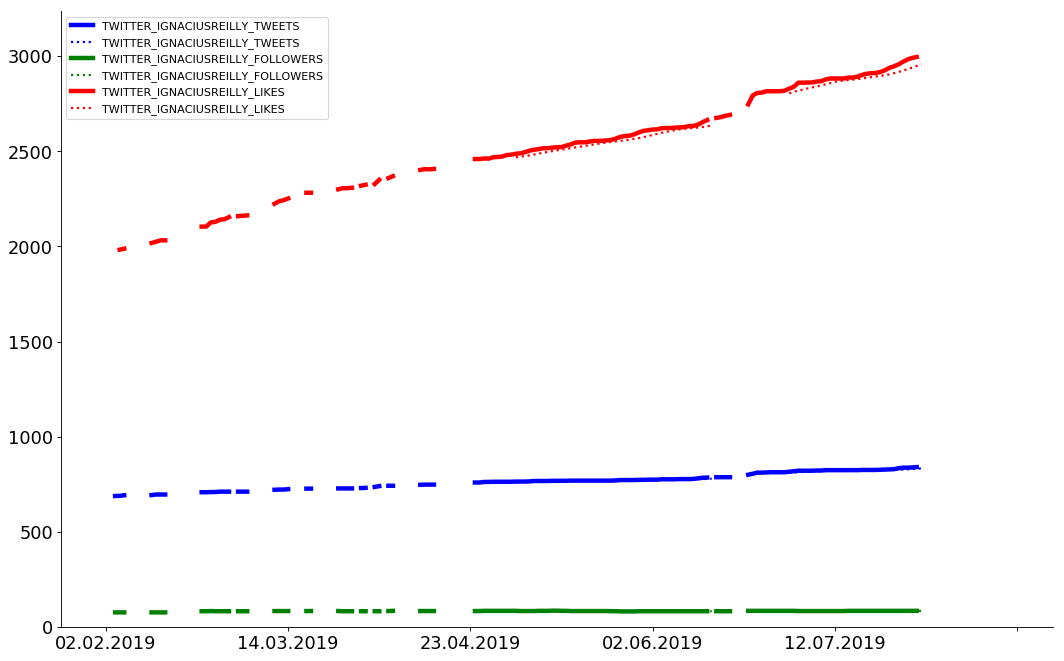 TWITTER_IGNACIUSREILLY_TWEETS
TWITTER_IGNACIUSREILLY_TWEETS
TWITTER_IGNACIUSREILLY_FOLLOWERS
TWITTER_IGNACIUSREILLY_FOLLOWERS
TWITTER_IGNACIUSREILLY_LIKES
TWITTER_IGNACIUSREILLY_LIKES
3000
2500
2000
1500
1000
500
0
02.02.2019 14.03.2019 23.04.2019 02.06.2019 12.07.2019